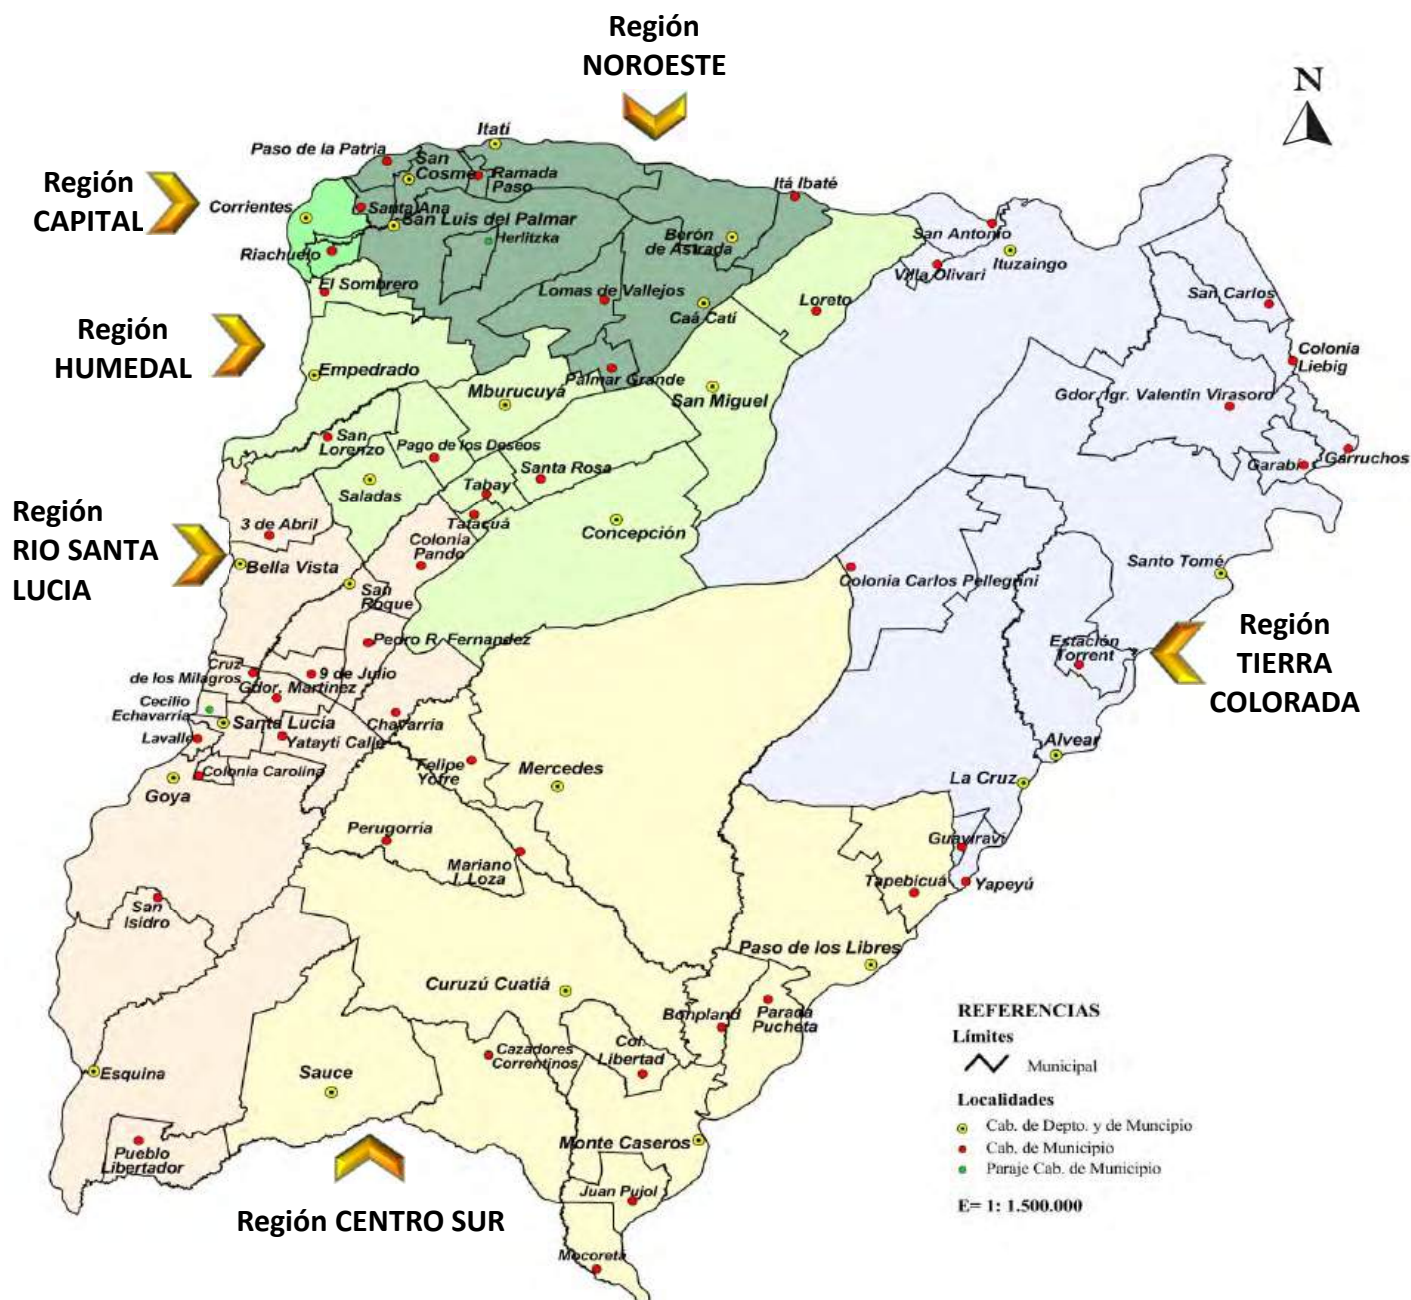 Región
NOROESTE
N
Itatí
Paso de la Patria
San
Cosme
Ramada
Paso
Región
CAPITAL
Itá Ibaté
Corrientes
Santa Ana
San Luis del Palmar
Herlitzka
Berón
de Astrada
San Antonio
Riachuelo
Ituzaingo
Villa Olivari
El Sombrero
Lomas de Vallejos
Loreto
San Carlos
Caá Catí
Región
HUMEDAL
Colonia
Liebig
Empedrado
Palmar Grande
Mburucuyá
San Miguel
Gdor. Igr. Valentín Virasoro
San
Lorenzo
Pago de los Deseos
Santa Rosa
Garabí
Garruchos
Saladas
Tabay
Región
RIO SANTA
LUCIA
3 de Abril
Tatacuá
Concepción
Colonia
Pando
Bella Vista
San
Roque
Colonia Carlos Pellegrini
Santo Tomé
Pedro R. Fernandez
Estación
Torrent
Región
TIERRA
COLORADA
Cruz
de los Milagros
9 de Julio
Gdor. Martinez
Cecilio
Echavarría
Santa Lucía
Chavarría
Lavalle
Yataytí Calle
Alvear
Colonia Carolina
Felipe
Yofre
Mercedes
La Cruz
Goya
Perugorría
Guaviraví
Mariano
I. Loza
Tapebicuá
Yapeyú
San
Isidro
Paso de los Libres
Curuzú Cuatiá
Bonpland
Parada
Pucheta
REFERENCIAS
Límites
Municipal
Localidades
Cab. de Depto. y de Muncipio
Cab. de Municipio
Paraje Cab. de Municipio
E= 1: 1.500.000
Cazadores
Correntinos
Col.
Libertad
Esquina
Sauce
Pueblo
Libertador
Monte Caseros
Juan Pujol
Región CENTRO SUR
Mocoretá